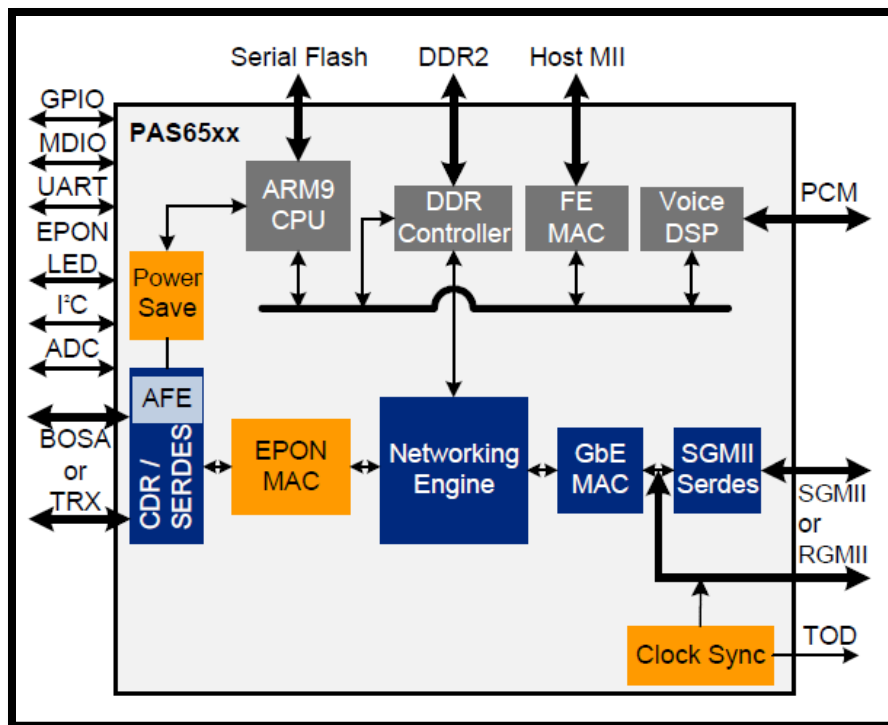 Serial Flash
DDR2
Host MII
GPIO
MDIO
UART
EPON
LED
I²C
ADC
BOSA
or
TRX
PAS65xx
ARM9
CPU
DDR
Controller
FE
MAC
Voice
DSP
PCM
Power
Save
AFE
CDR /
SERDES
EPON
MAC
Networking
Engine
GbE
MAC
SGMII
Serdes
SGMII
or
RGMII
Clock Sync
TOD